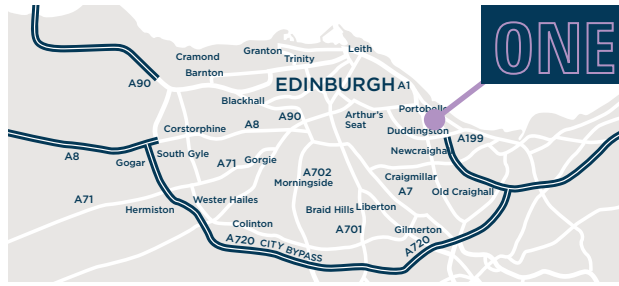 ONE
Granton
Leith
Cramond
Trinity
Barnton
EDINBURGH
A1
A90
Blackhall
Portobello
A90
Arthur's
Seat
Corstorphine
A8
Duddingston
A199
A8
Gogar
South Gyle
A71
Gorgie
Newcraighall
A702
Morningside
Craigmillar
A7
Old Craighall
A71
Hermiston
Wester Hailes
Braid Hills
Liberton
Colinton
A701
Gilmerton
A720 CITY BYPASS
A720